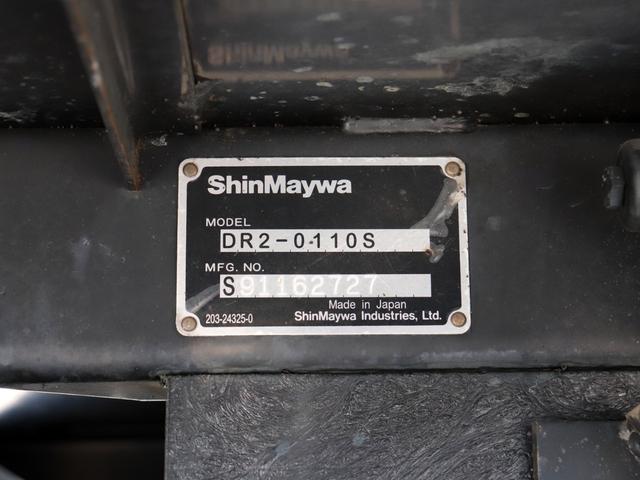 ShinMaywa
MODEL
DR2-0110S
MFG. NO.
S91162727
Made in Japan
203-24325-0 ShinMaywa Industries, Ltd.